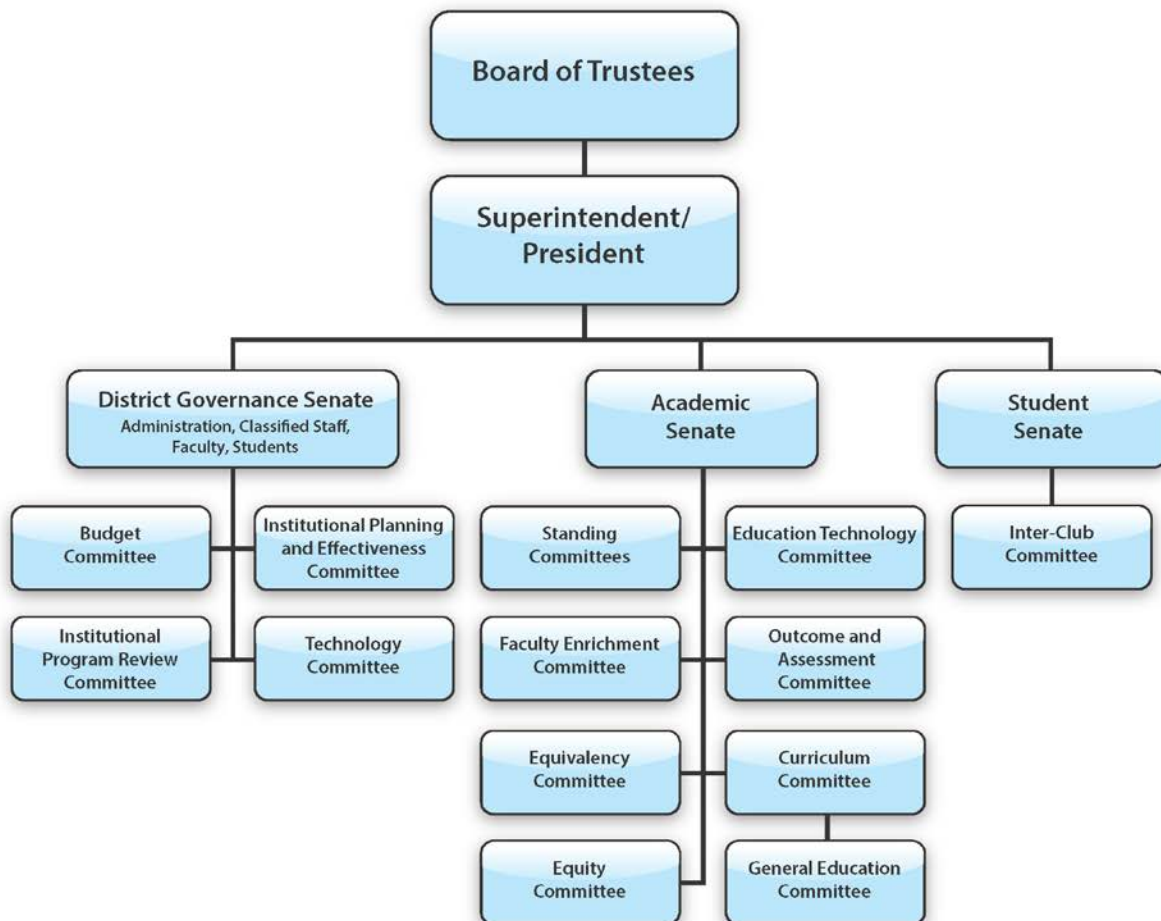 Board of Trustees
Superintendent/
President
District Governance Senate
Administration, Classified Staff,
Faculty, Students
Academic
Senate
Student
Senate
Budget
Committee
Institutional Planning
and Effectiveness
Committee
Standing
Committees
Education Technology
Committee
Inter-Club
Committee
Institutional
Program Review
Committee
Technology
Committee
Faculty Enrichment
Committee
Outcome and
Assessment
Committee
Equivalency
Committee
Curriculum
Committee
Equity
Committee
General Education
Committee